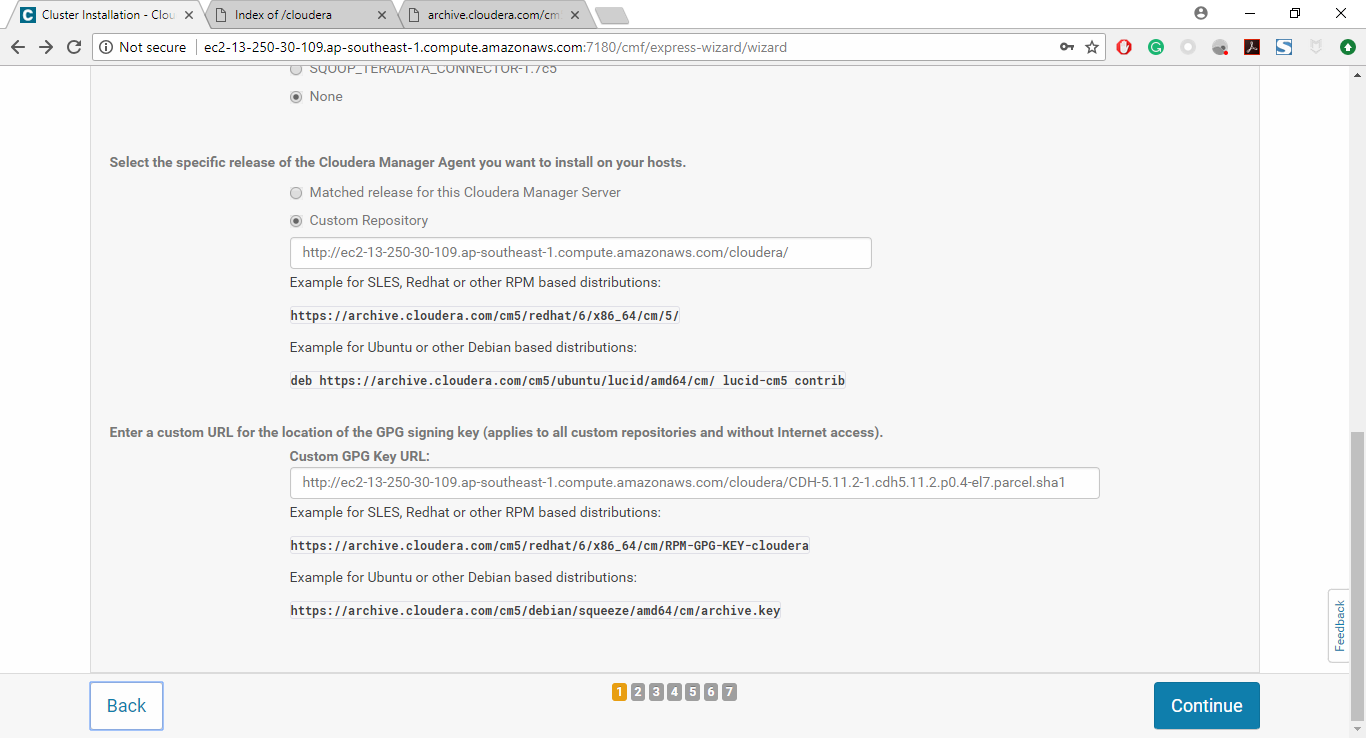 Cluster Installation - Clou
Index of /cloudera
archive.cloudera.com/cm
Not secure
ec2-13-250-30-109.ap-southeast-1.compute.amazonaws.com:7180/cmf/express-wizard/wizard
SQOOP_TERADATA_CONNECTOR-1.7c5
None
Select the specific release of the Cloudera Manager Agent you want to install on your hosts.
Matched release for this Cloudera Manager Server
Custom Repository
http://ec2-13-250-30-109.ap-southeast-1.compute.amazonaws.com/cloudera/
Example for SLES, Redhat or other RPM based distributions:
https://archive.cloudera.com/cm5/redhat/6/x86_64/cm/5/
Example for Ubuntu or other Debian based distributions:
deb https://archive.cloudera.com/cm5/ubuntu/lucid/amd64/cm/ lucid-cm5 contrib
Enter a custom URL for the location of the GPG signing key (applies to all custom repositories and without Internet access).
Custom GPG Key URL:
http://ec2-13-250-30-109.ap-southeast-1.compute.amazonaws.com/cloudera/CDH-5.11.2-1.cdh5.11.2.p0.4-el7.parcel.sha1
Example for SLES, Redhat or other RPM based distributions:
https://archive.cloudera.com/cm5/redhat/6/x86_64/cm/RPM-GPG-KEY-cloudera
Example for Ubuntu or other Debian based distributions:
https://archive.cloudera.com/cm5/debian/squeeze/amd64/cm/archive.key
Feedback
Back
1 2 3 4 5 6 7
Continue